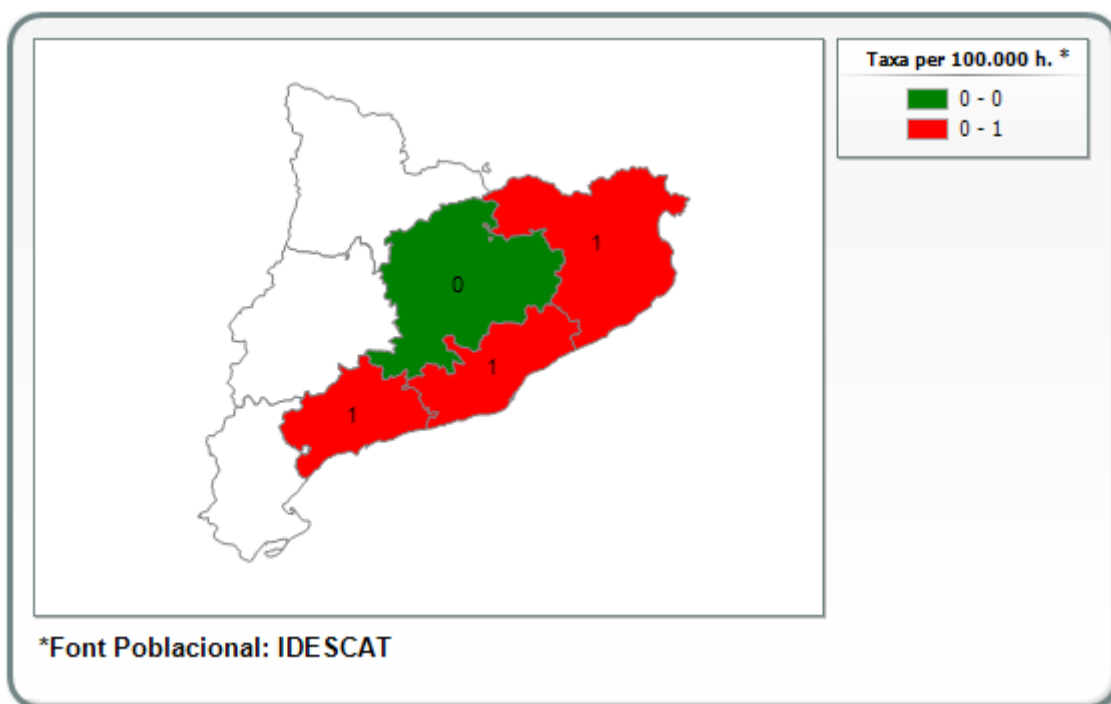 Taxa per 100.000 h. *
0 - 0
0 - 1
1
0
1
1
*Font Poblacional: IDESCAT